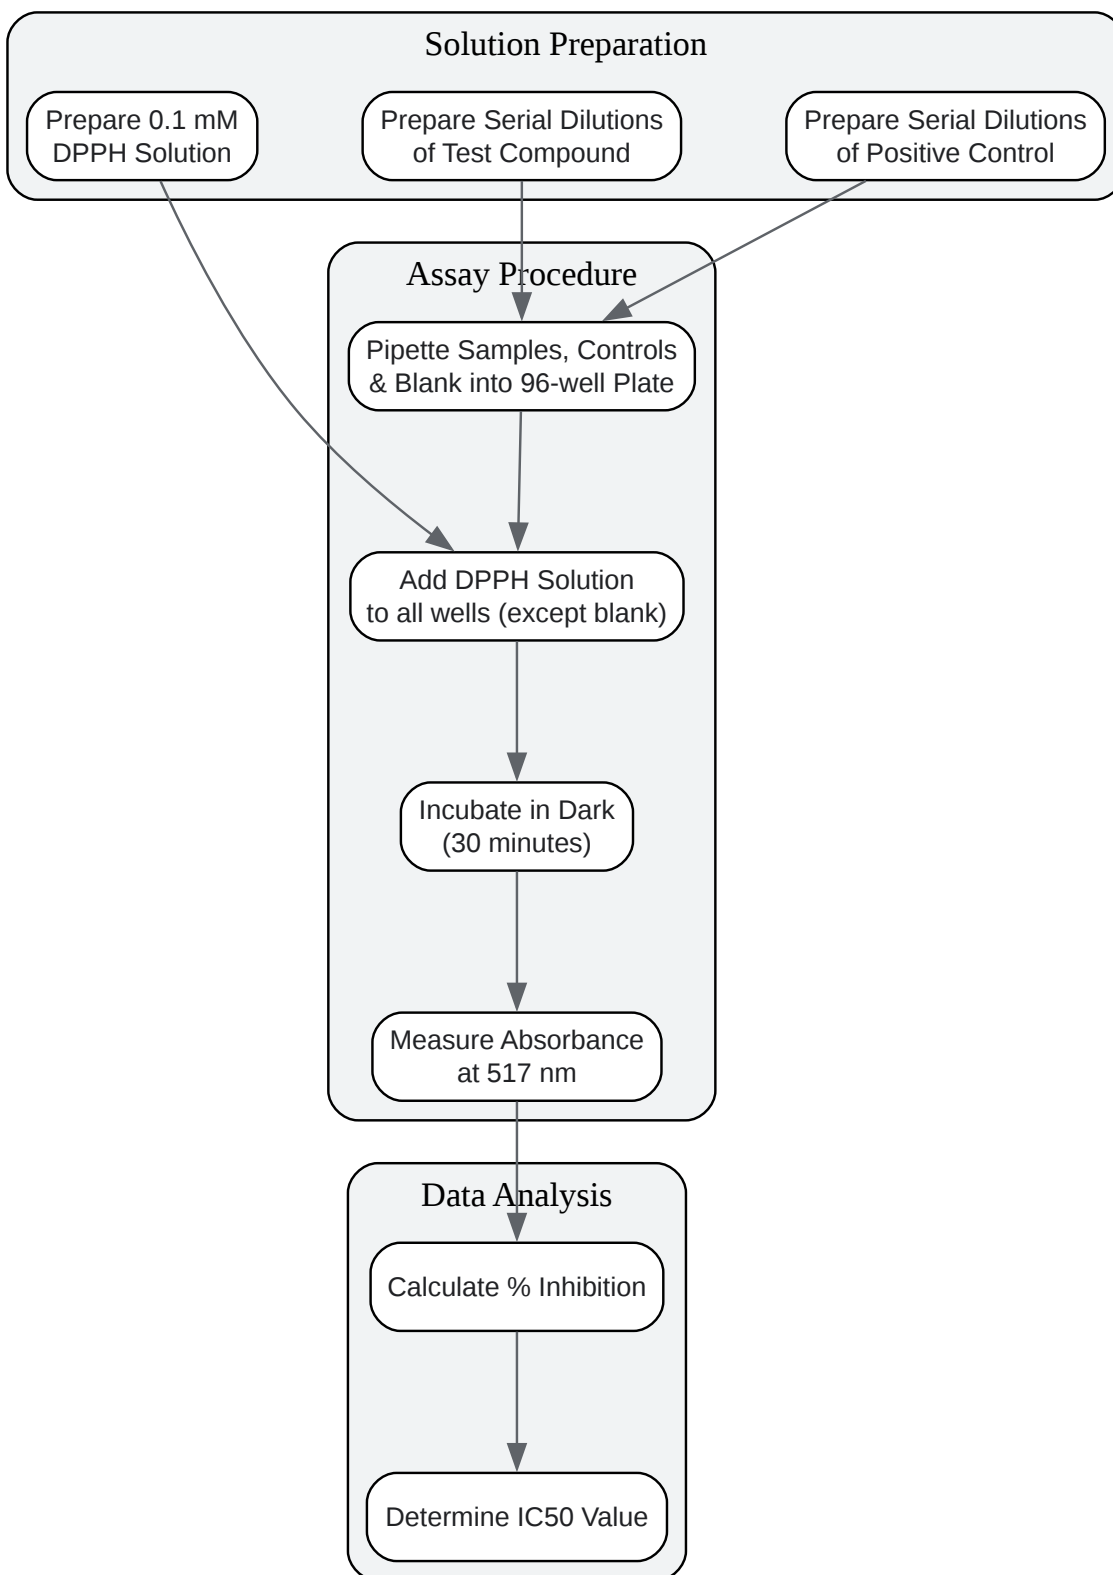 Solution Preparation
Prepare 0.1 mM
DPPH Solution
Prepare Serial Dilutions
of Test Compound
Prepare Serial Dilutions
of Positive Control
Assay Procedure
Pipette Samples, Controls
& Blank into 96-well Plate
Add DPPH Solution
to all wells (except blank)
Incubate in Dark
(30 minutes)
Measure Absorbance
at 517 nm
Data Analysis
Calculate % Inhibition
Determine IC50 Value